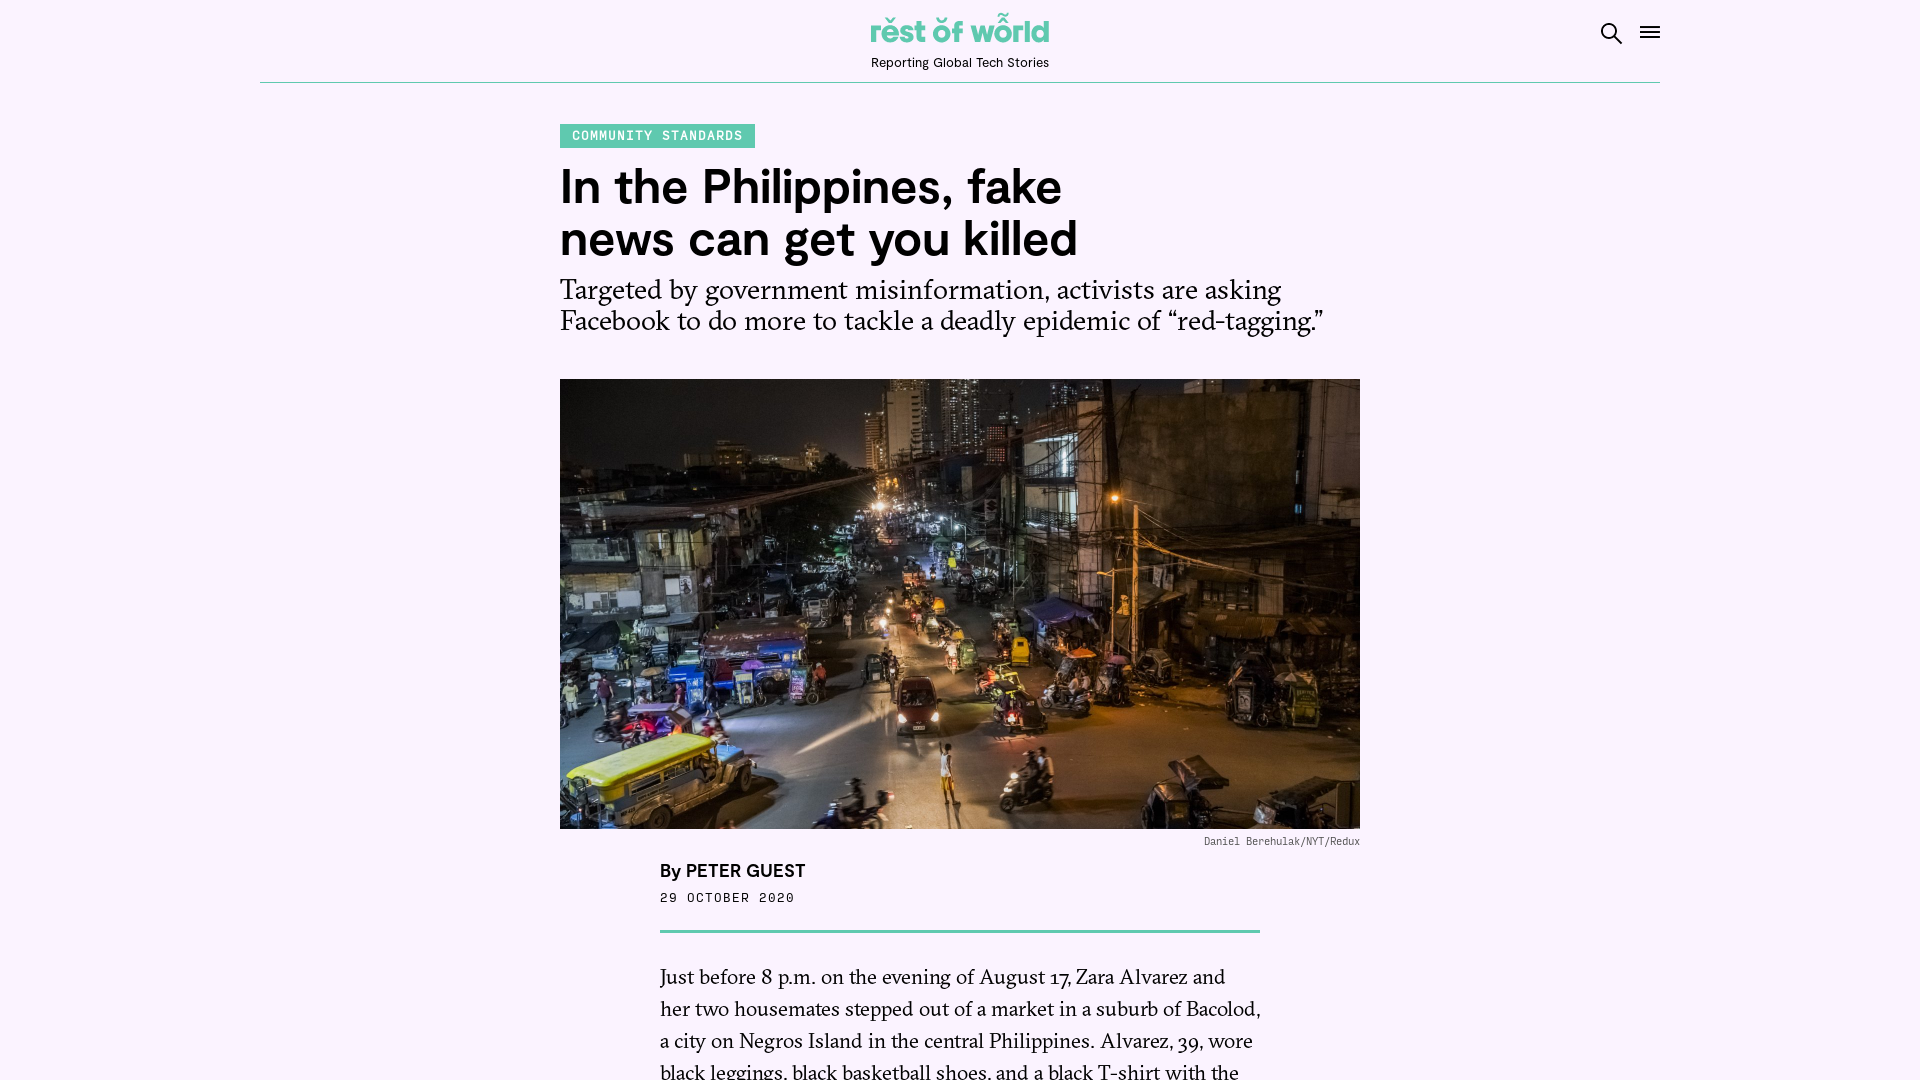 rest of world
Reporting Global Tech Stories
COMMUNITY STANDARDS
In the Philippines, fake
news can get you killed
Targeted by government misinformation, activists are asking
Facebook to do more to tackle a deadly epidemic of “red-tagging.”
Daniel Berehulak/NYT/Redux
By PETER GUEST
29 OCTOBER 2020
Just before 8 p.m. on the evening of August 17, Zara Alvarez and
her two housemates stepped out of a market in a suburb of Bacolod,
a city on Negros Island in the central Philippines. Alvarez, 39, wore
black leggings, black basketball shoes, and a black T-shirt with the